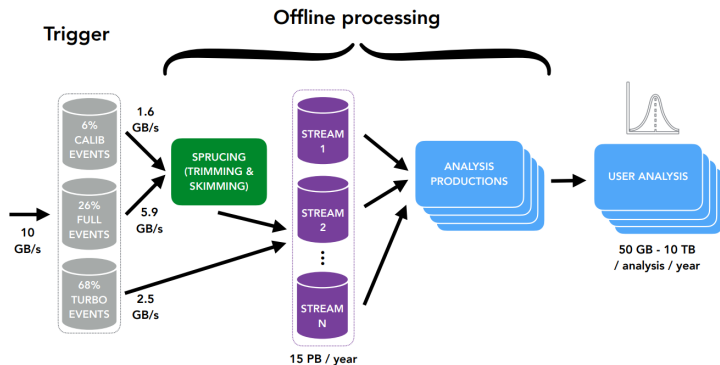 Offline processing
Trigger
10
GB/s
6%
CALIB
EVENTS
26%
FULL
EVENTS
68%
TURBO
EVENTS
1.6
GB/s
5.9
GB/s
2.5
GB/s
SPRUCING
(TRIMMING &
SKIMMING)
STREAM
1
STREAM
2
STREAM
N
15 PB / year
ANALYSIS
PRODUCTIONS
USER ANALYSIS
50 GB - 10 TB
/ analysis / year